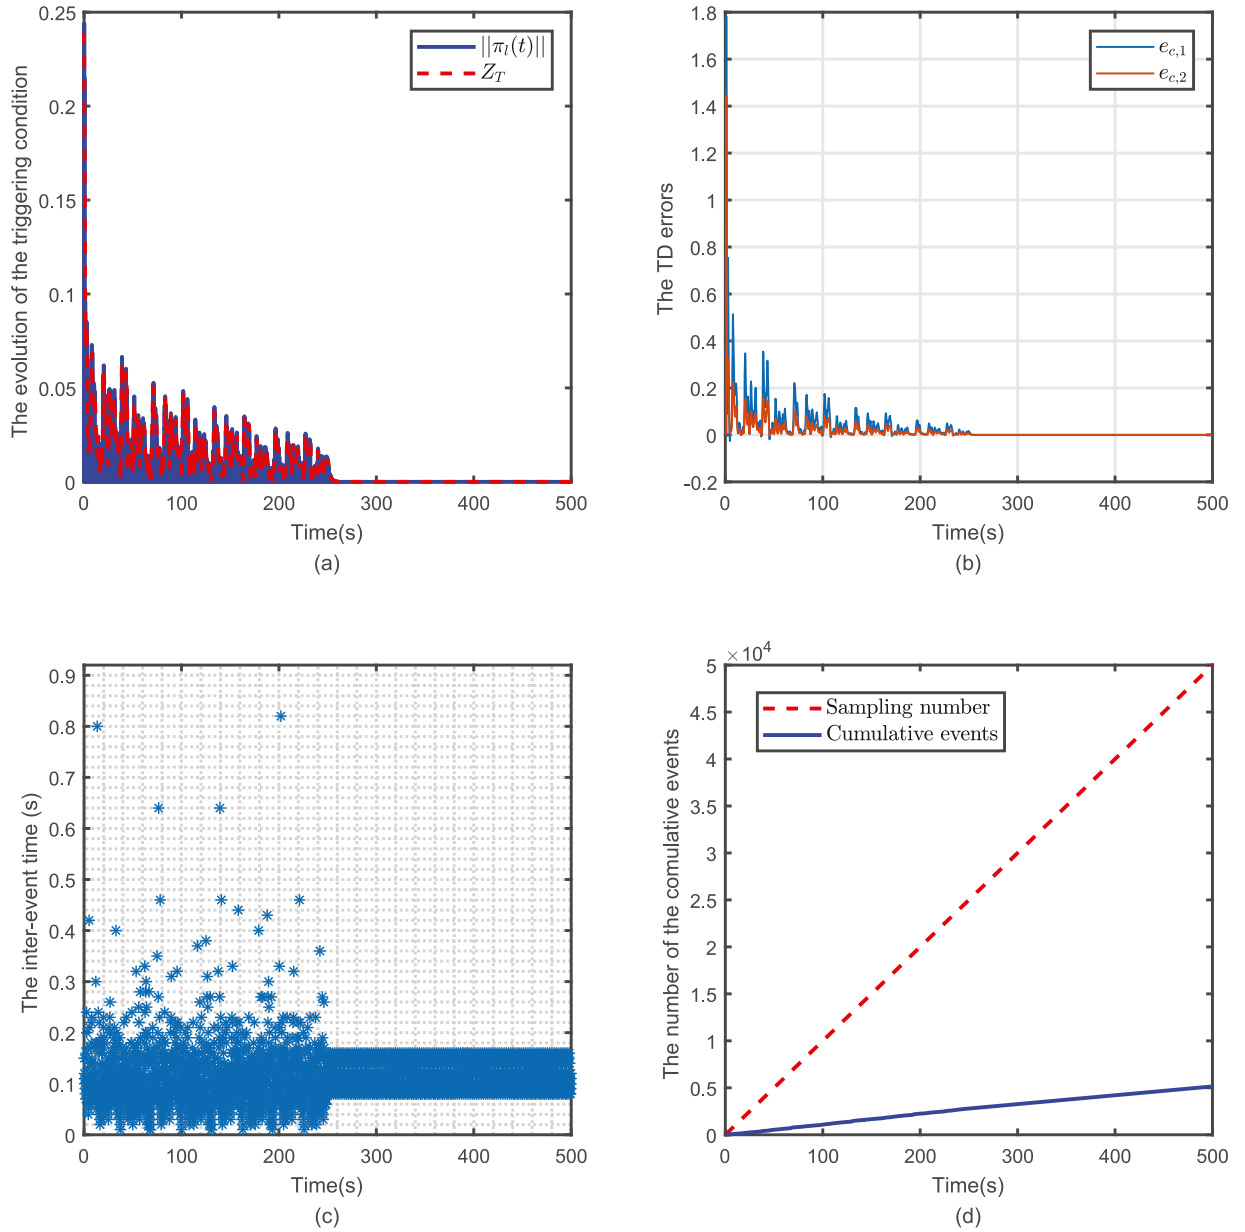 The evolution of the triggering condition
0.25
0.2
0.15
0.1
0.05
0
||π_l(t)||
Z_T
0 100 200 300 400 500
Time(s)
(a)
The TD errors
1.8
1.6
1.4
1.2
1
0.8
0.6
0.4
0.2
0
-0.2
e_{c,1}
e_{c,2}
0 100 200 300 400 500
Time(s)
(b)
The inter-event time (s)
0.9
0.8
0.7
0.6
0.5
0.4
0.3
0.2
0.1
0
0 100 200 300 400 500
Time(s)
(c)
The number of the comulative events
×10^4
5
4.5
4
3.5
3
2.5
2
1.5
1
0.5
0
Sampling number
Cumulative events
0 100 200 300 400 500
Time(s)
(d)